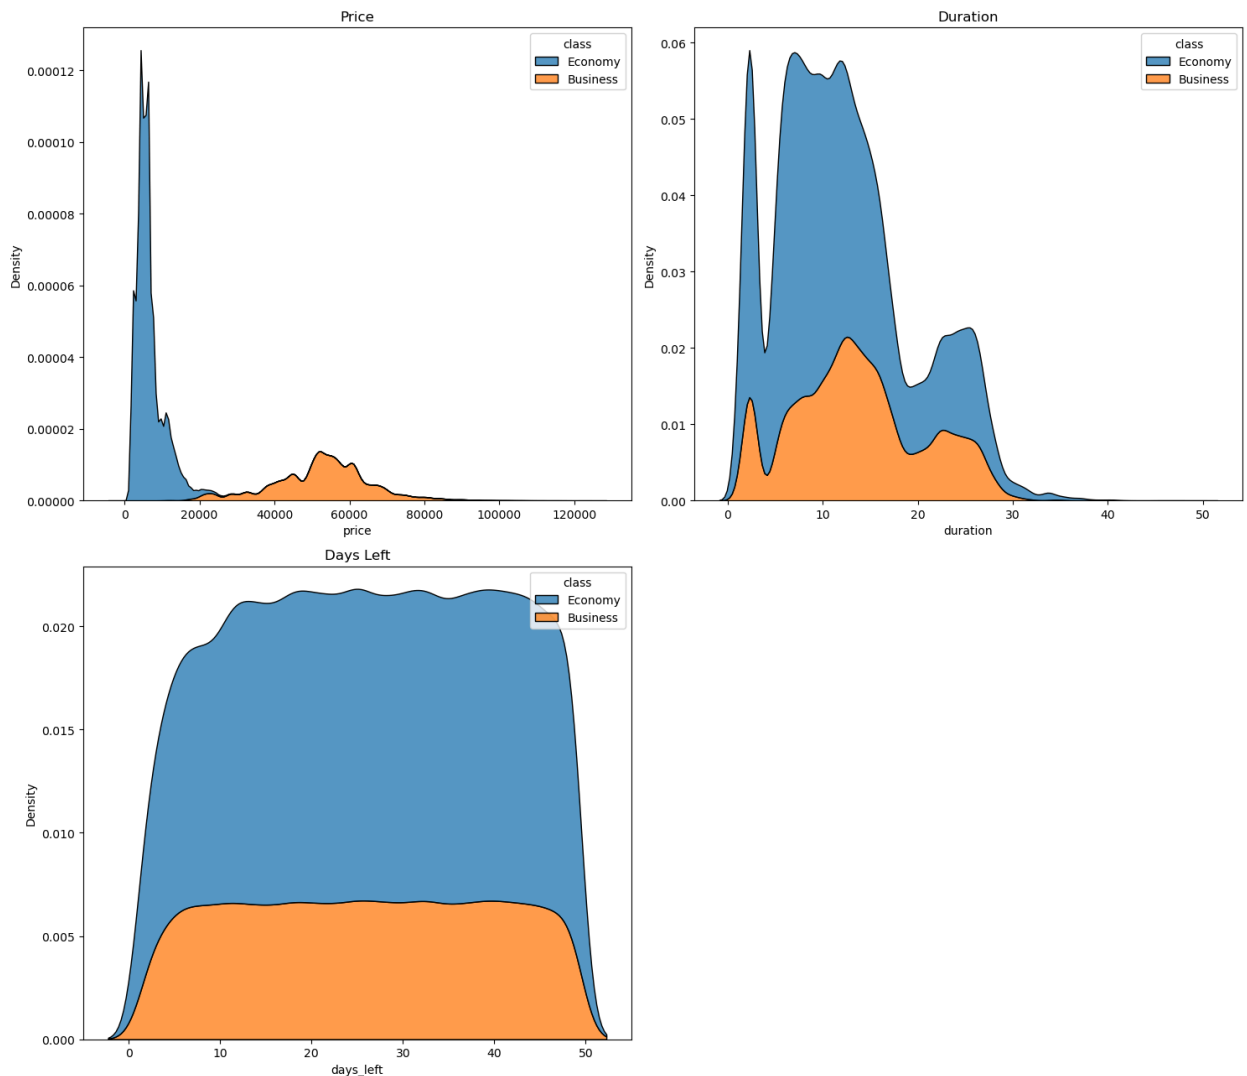 Price
class
Economy
Business
0.00012
0.00010
0.00008
0.00006
0.00004
0.00002
0.00000
Density
0 20000 40000 60000 80000 100000 120000
price
Duration
class
Economy
Business
0.06
0.05
0.04
0.03
0.02
0.01
0.00
Density
0 10 20 30 40 50
duration
Days Left
class
Economy
Business
0.020
0.015
0.010
0.005
0.000
Density
0 10 20 30 40 50
days_left